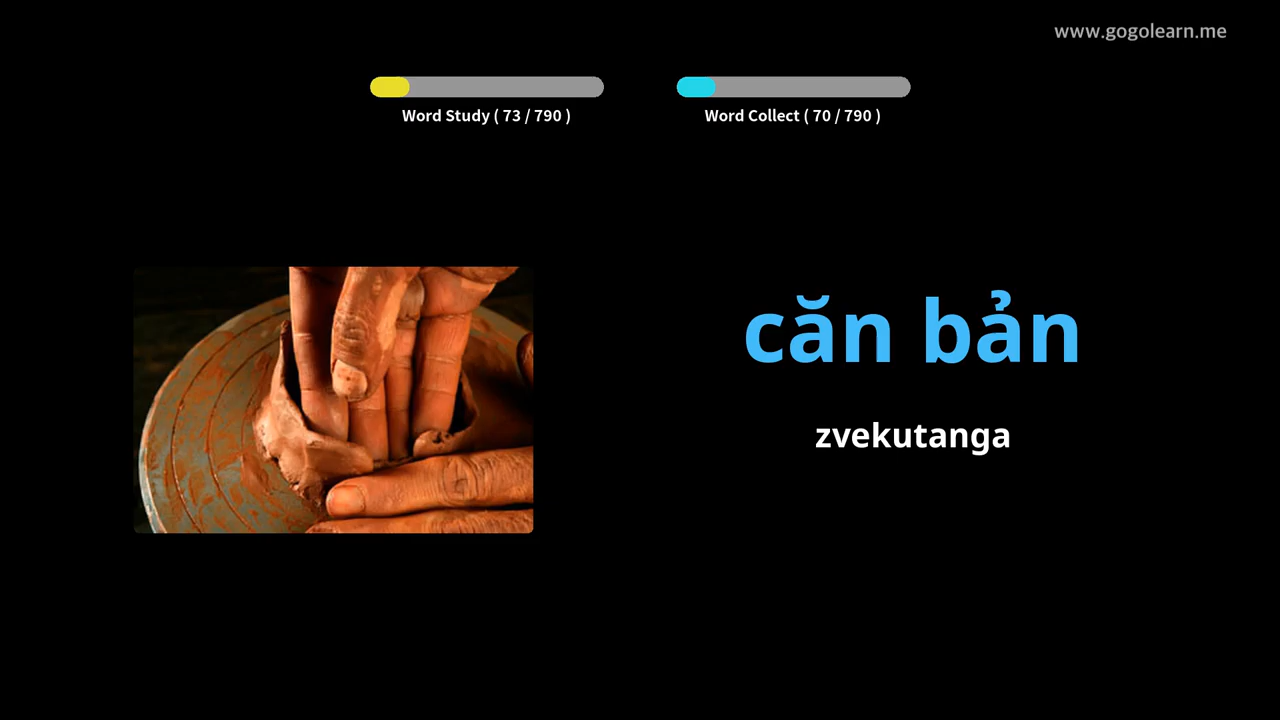 www.gogolearn.me
Word Study ( 73 / 790 )
Word Collect ( 70 / 790 )
căn bản
zvekutanga